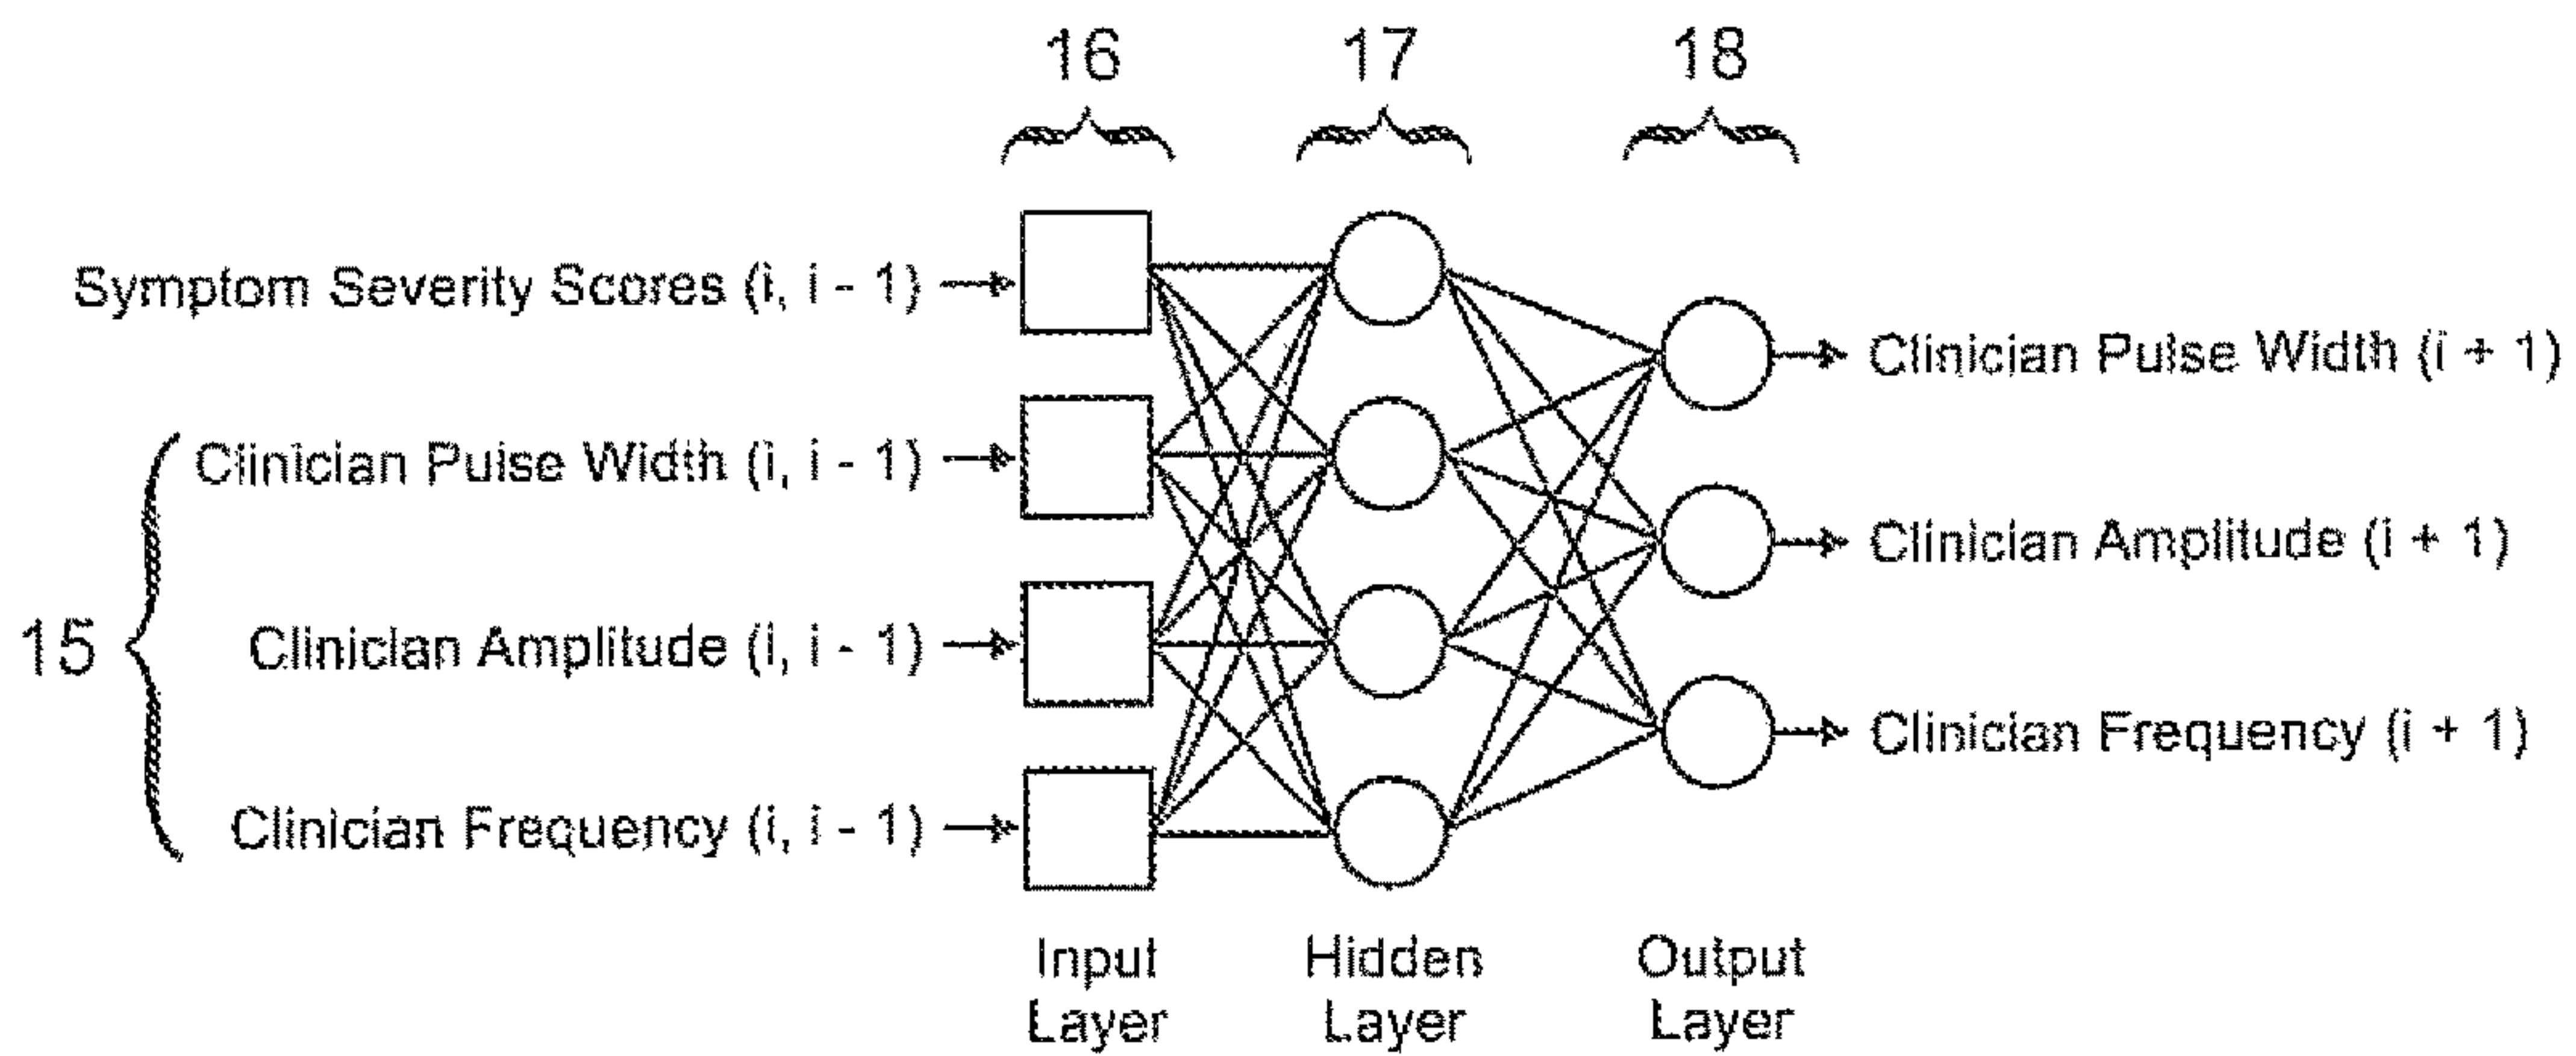 16 17 18
Symptom Severity Scores (i, i - 1)
Clinician Pulse Width (i, i - 1)
Clinician Amplitude (i, i - 1)
Clinician Frequency (i, i - 1)
15
Clinician Pulse Width (i + 1)
Clinician Amplitude (i + 1)
Clinician Frequency (i + 1)
Input
Layer
Hidden
Layer
Output
Layer